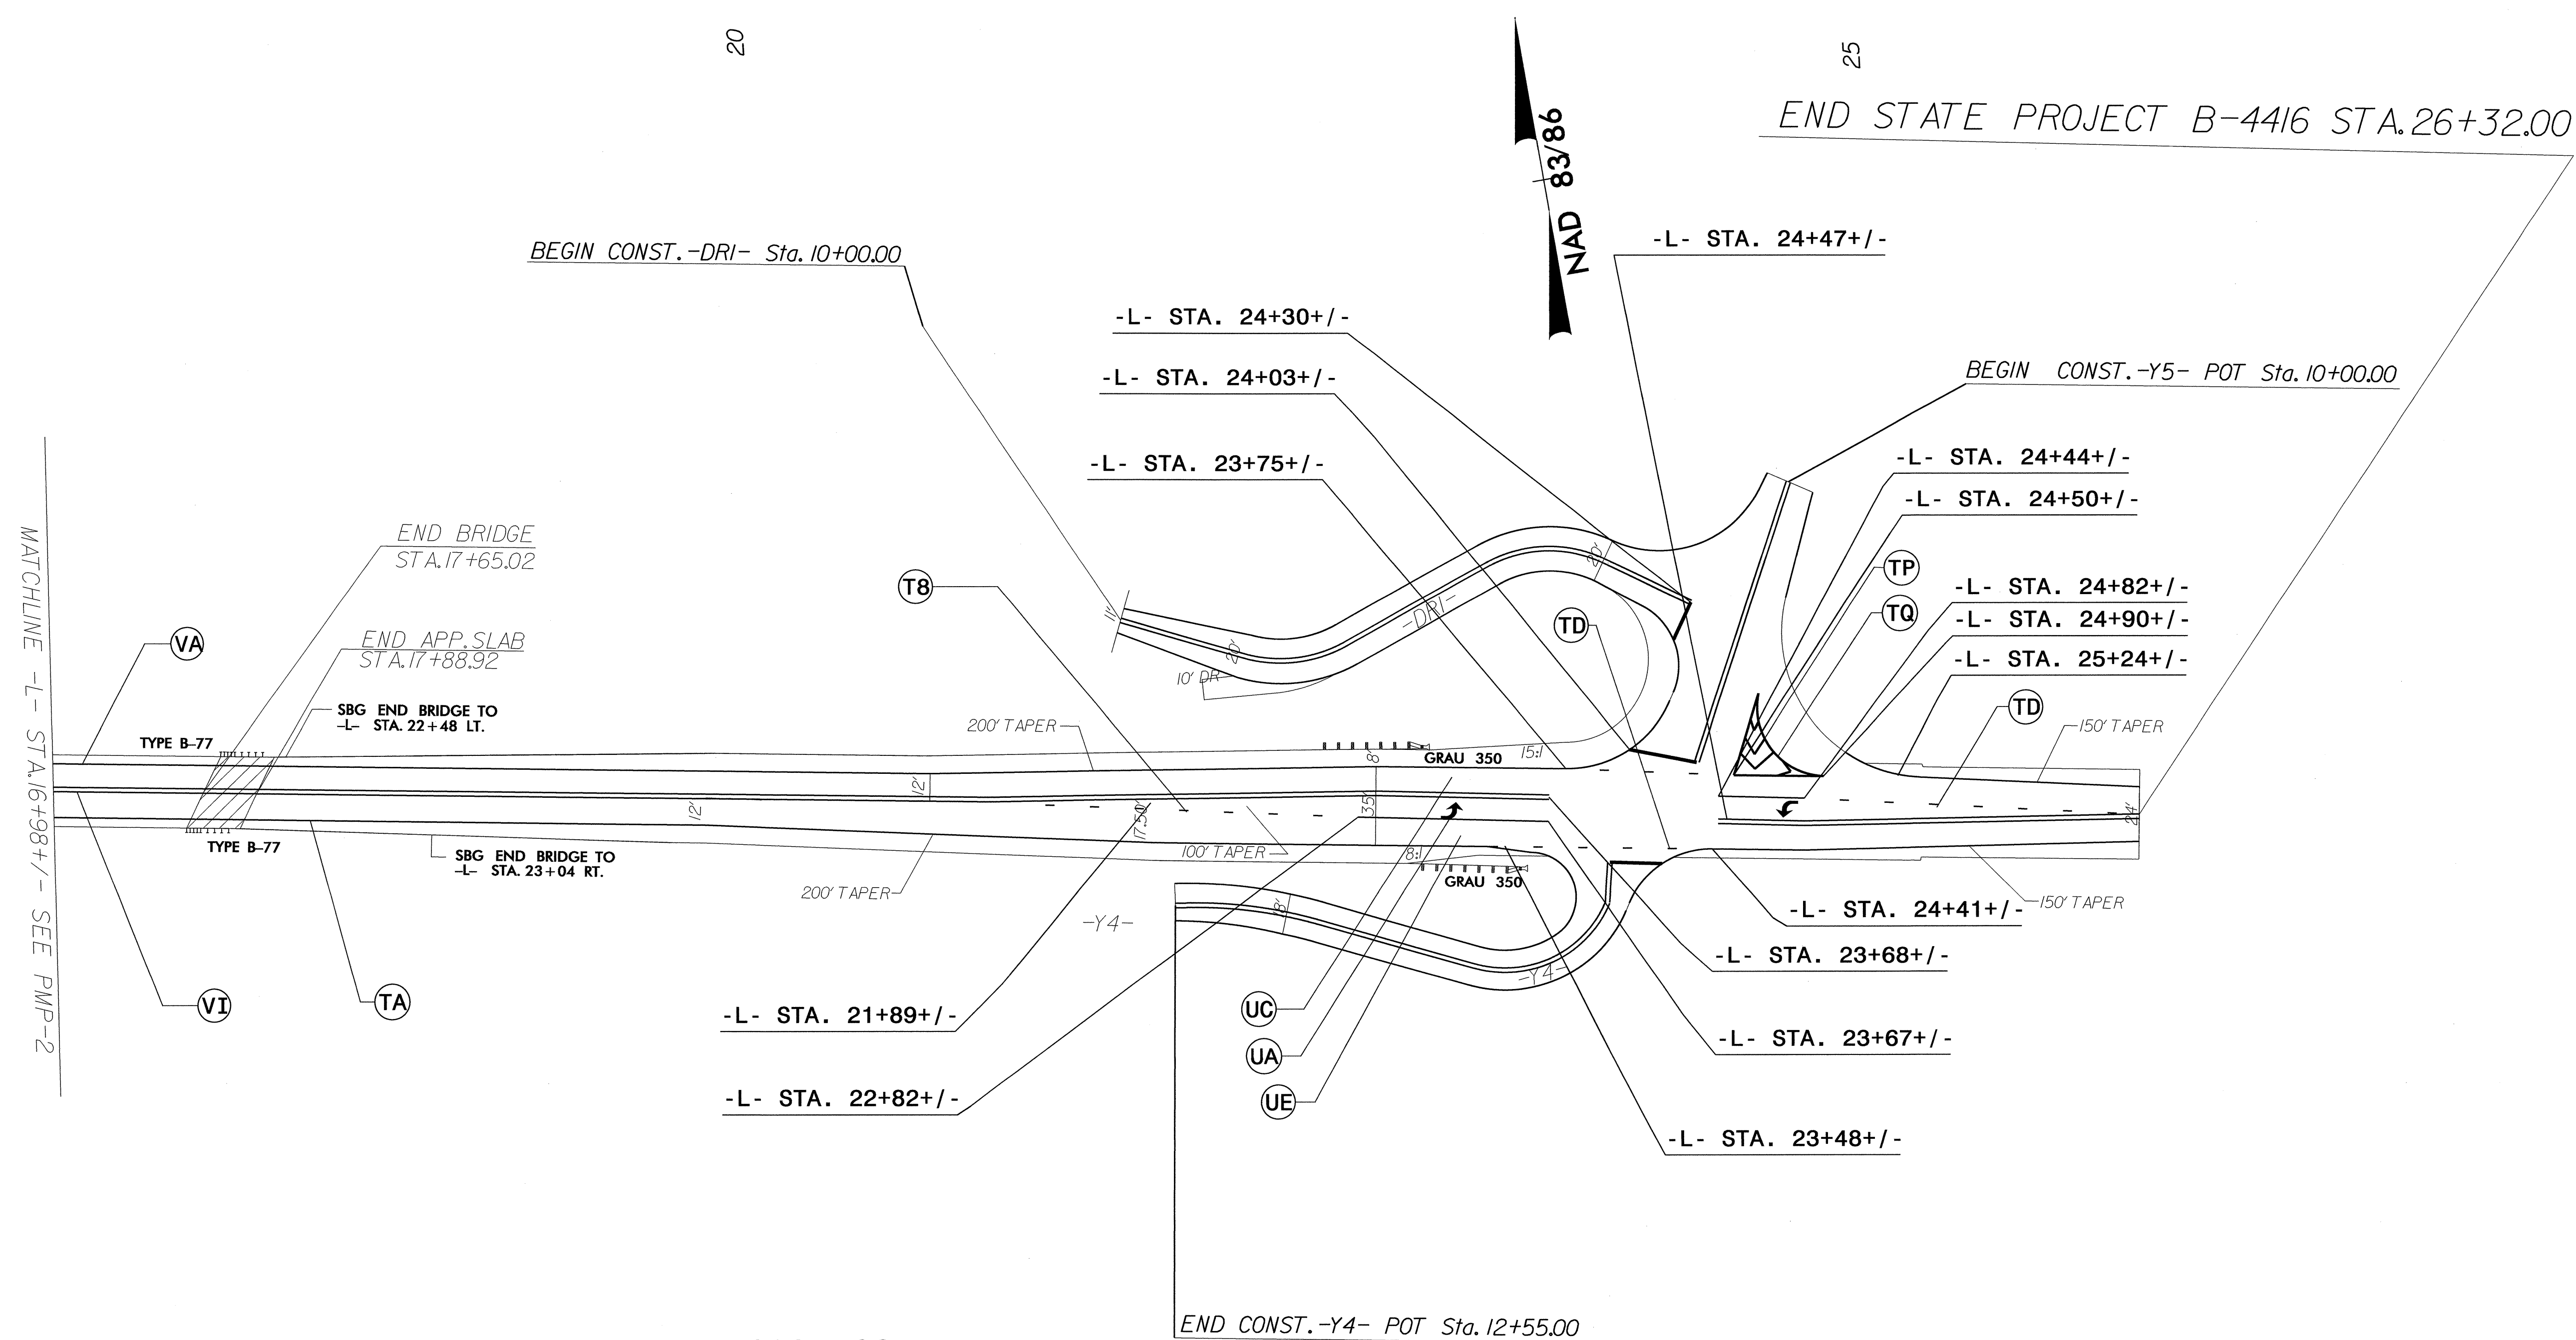 20
25
END STATE PROJECT B-4416 STA.26+32.00
NAD 83/86
-L- STA. 24+47+/-
BEGIN CONST.-DR1- Sta.10+00.00
-L- STA. 24+30+/-
-L- STA. 24+03+/-
BEGIN CONST.-Y5- POT Sta.10+00.00
-L- STA. 23+75+/-
-L- STA. 24+44+/-
-L- STA. 24+50+/-
END BRIDGE
STA.17+65.02
T8
20'
TP
-L- STA. 24+82+/-
TQ
-L- STA. 24+90+/-
11'
-DR1-
TD
VA
END APP.SLAB
STA.17+88.92
20'
-L- STA. 25+24+/-
10' DR
SBG END BRIDGE TO
-L- STA. 22+48 LT.
TD
200' TAPER
150' TAPER
TYPE B-77
8'
GRAU 350
15:1
12'
12'
17.50'
35'
24'
MATCHLINE -L- STA.16+98+/- SEE PMP-2
TYPE B-77
SBG END BRIDGE TO
-L- STA. 23+04 RT.
100' TAPER
8:1
GRAU 350
200' TAPER
150' TAPER
18'
-Y4-
-L- STA. 24+41+/-
-L- STA. 23+68+/-
-Y4-
VI
TA
-L- STA. 21+89+/-
UC
-L- STA. 23+67+/-
UA
-L- STA. 22+82+/-
UE
-L- STA. 23+48+/-
END CONST.-Y4- POT Sta.12+55.00